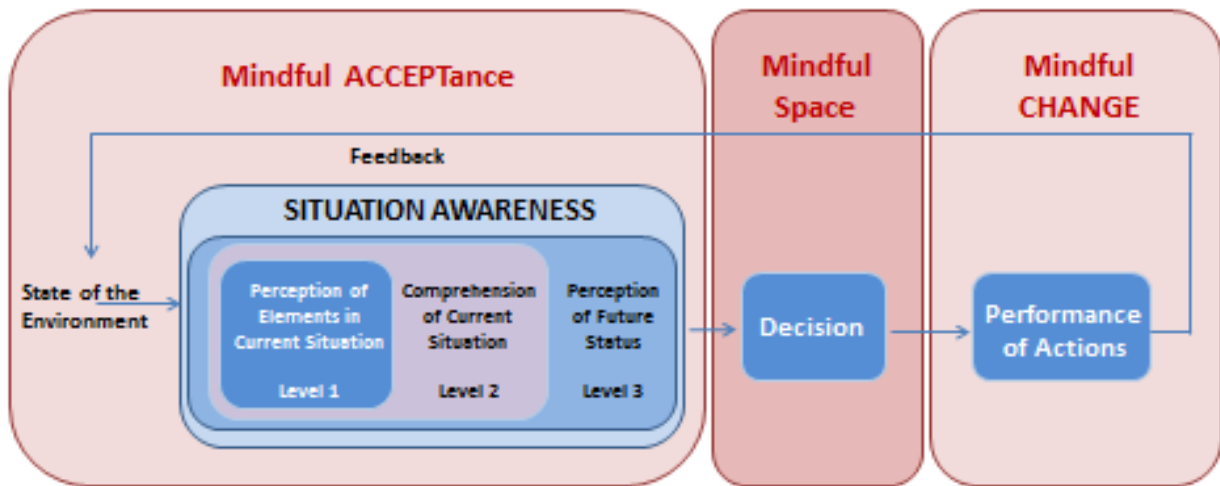 Mindful ACCEPTance
Mindful
Space
Mindful
CHANGE
Feedback
SITUATION AWARENESS
State of the
Environment
Perception of
Elements in
Current Situation
Level 1
Comprehension
of Current
Situation
Level 2
Perception
of Future
Status
Level 3
Decision
Performance
of Actions